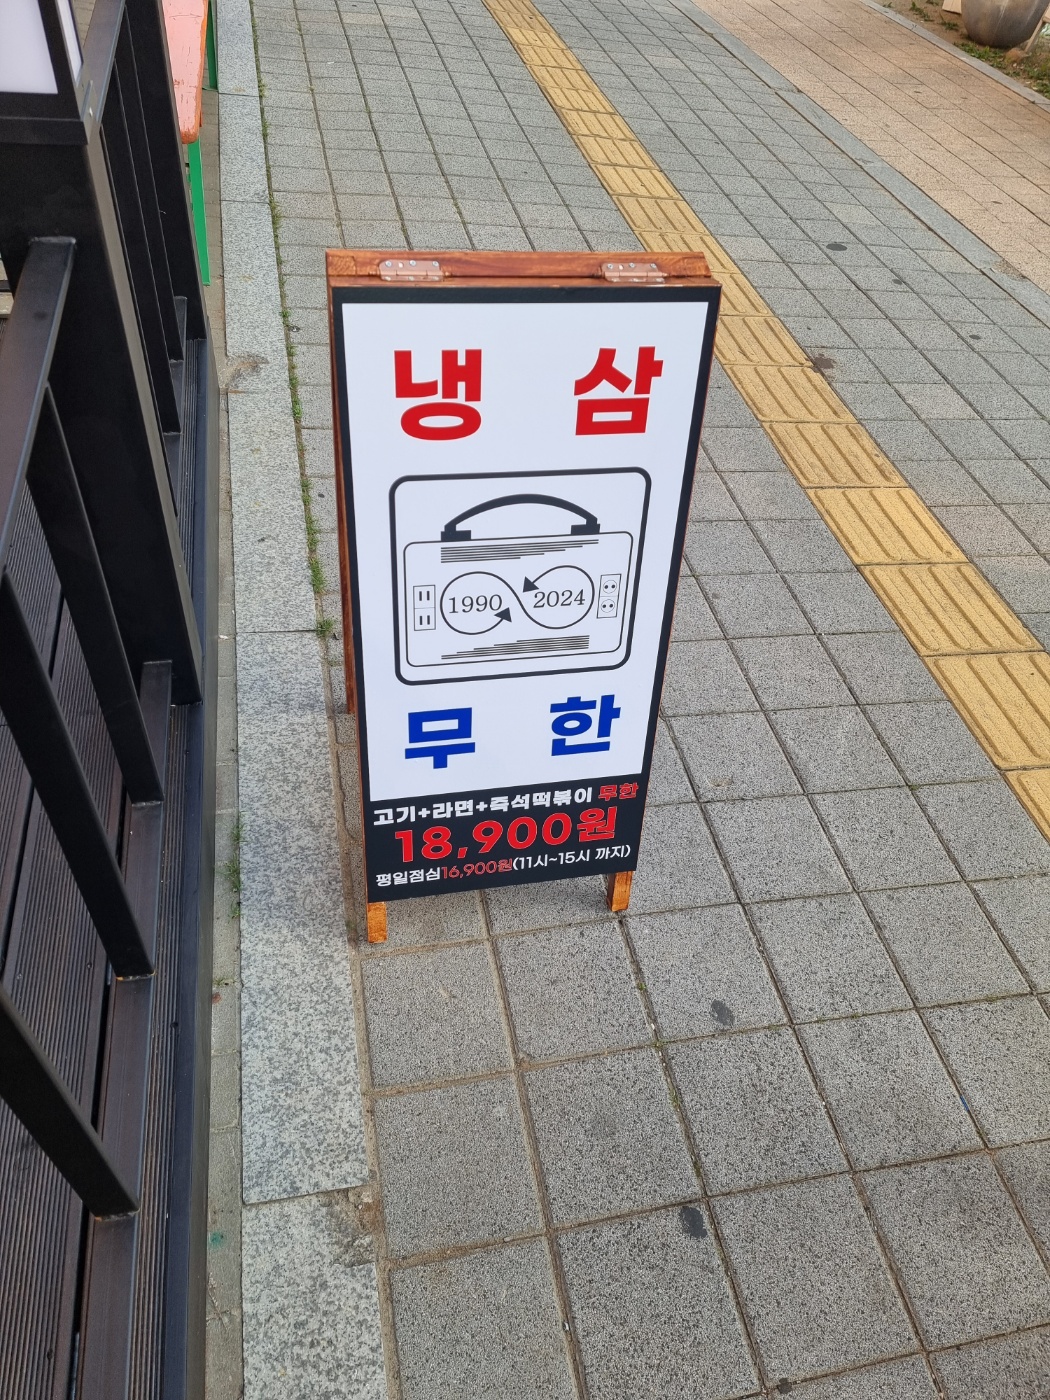 냉 삼
1990 2024
무 한
고기+라면+즉석떡볶이 무한
18,900원
평일점심16,900원(11시~15시 까지)